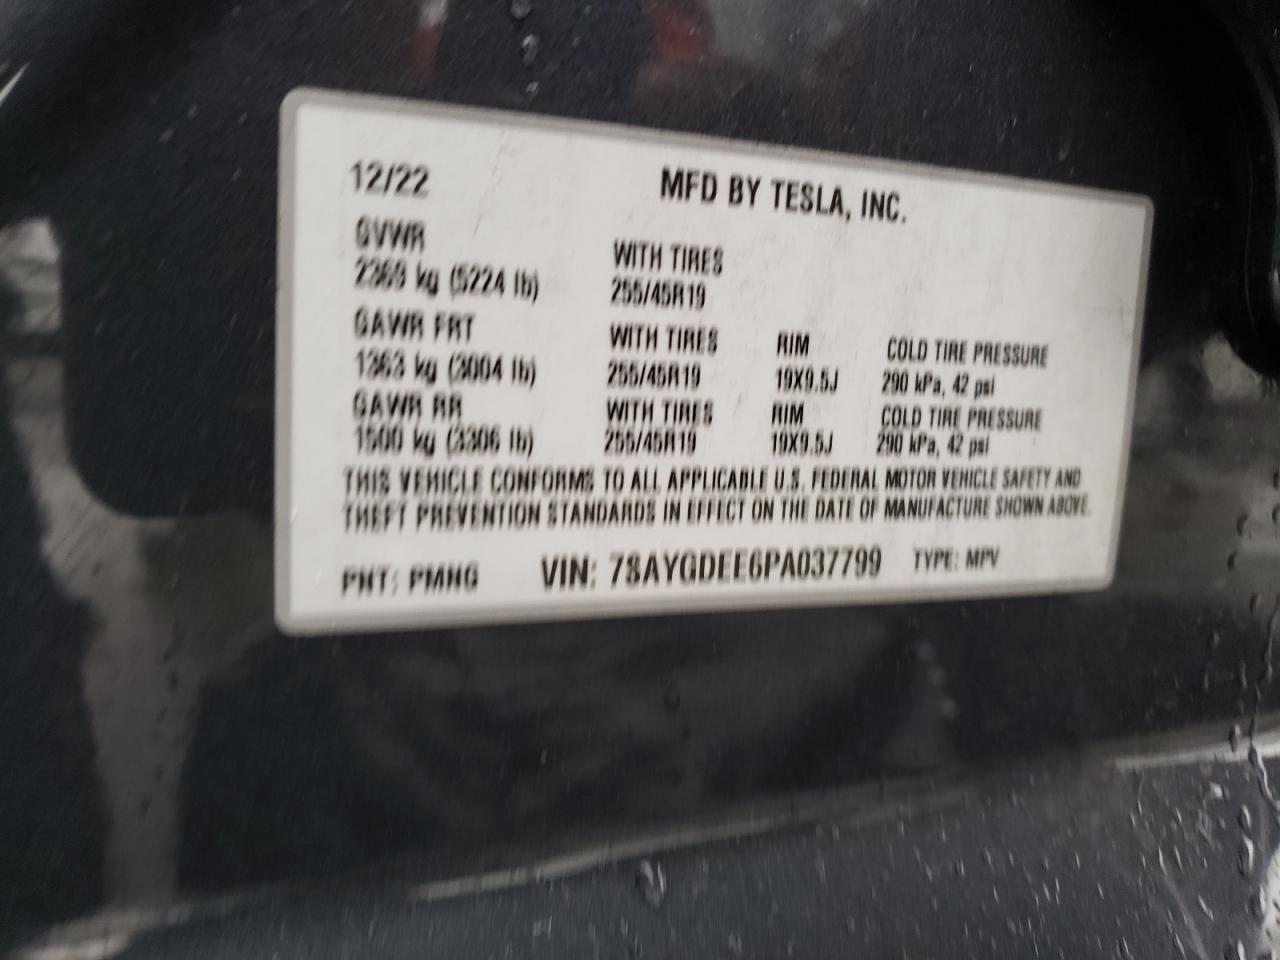 12/22 MFD BY TESLA, INC.
GVWR WITH TIRES
2369 kg (5224 lb) 255/45R19
GAWR FRT WITH TIRES RIM COLD TIRE PRESSURE
1363 kg (3004 lb) 255/45R19 19X9.5J 290 kPa, 42 psi
GAWR RR WITH TIRES RIM COLD TIRE PRESSURE
1500 kg (3306 lb) 255/45R19 19X9.5J 290 kPa, 42 psi
THIS VEHICLE CONFORMS TO ALL APPLICABLE U.S. FEDERAL MOTOR VEHICLE SAFETY AND
THEFT PREVENTION STANDARDS IN EFFECT ON THE DATE OF MANUFACTURE SHOWN ABOVE.
PNT: PMNG VIN: 7SAYGDEE6PA037799 TYPE: MPV